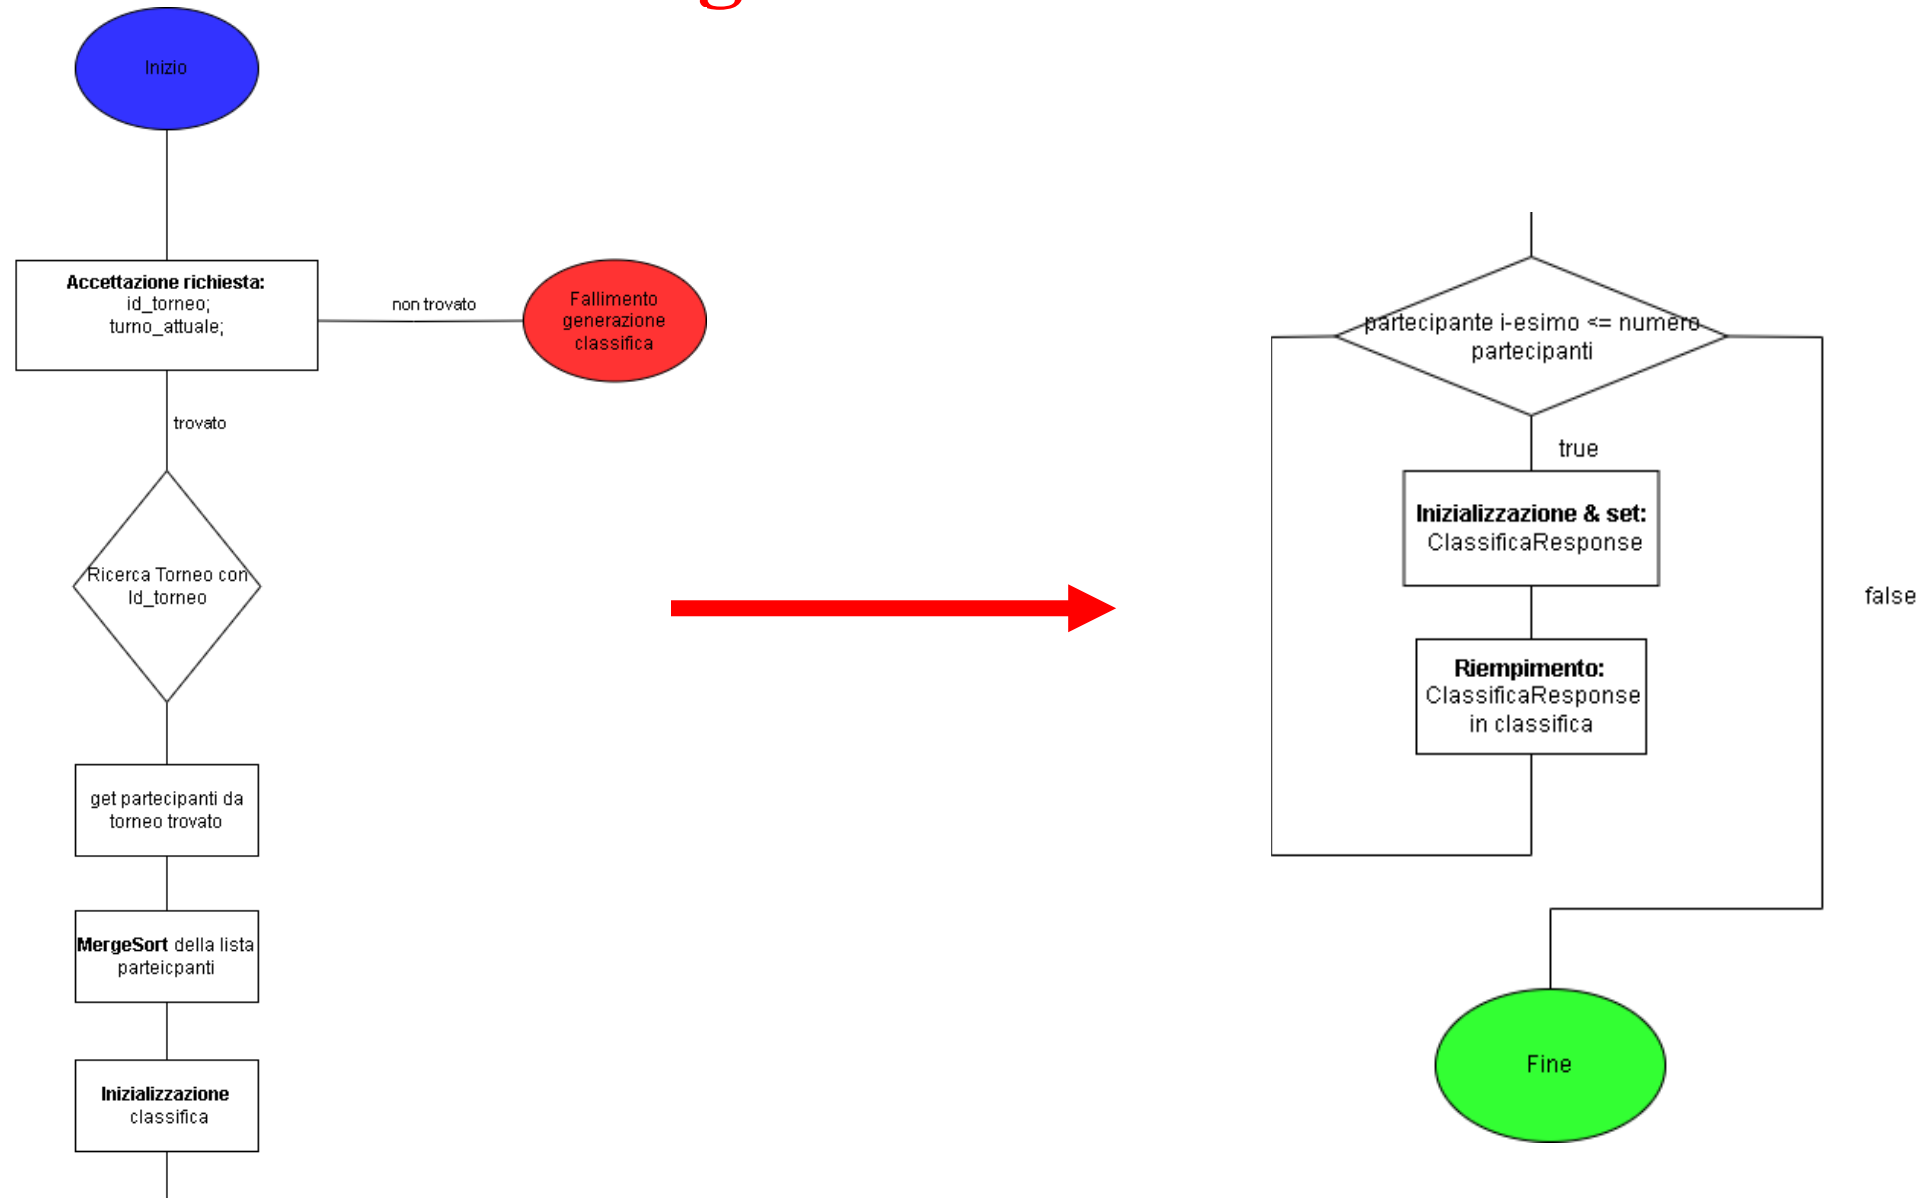 g
Inizio
Accettazione richiesta:
id_torneo;
turno_attuale;
non trovato
Fallimento
generazione
classifica
trovato
Ricerca Torneo con
Id_torneo
get partecipanti da
torneo trovato
MergeSort della lista
parteicpanti
Inizializzazione
classifica
partecipante i-esimo <= numero
partecipanti
true
Inizializzazione & set:
ClassificaResponse
Riempimento:
ClassificaResponse
in classifica
false
Fine